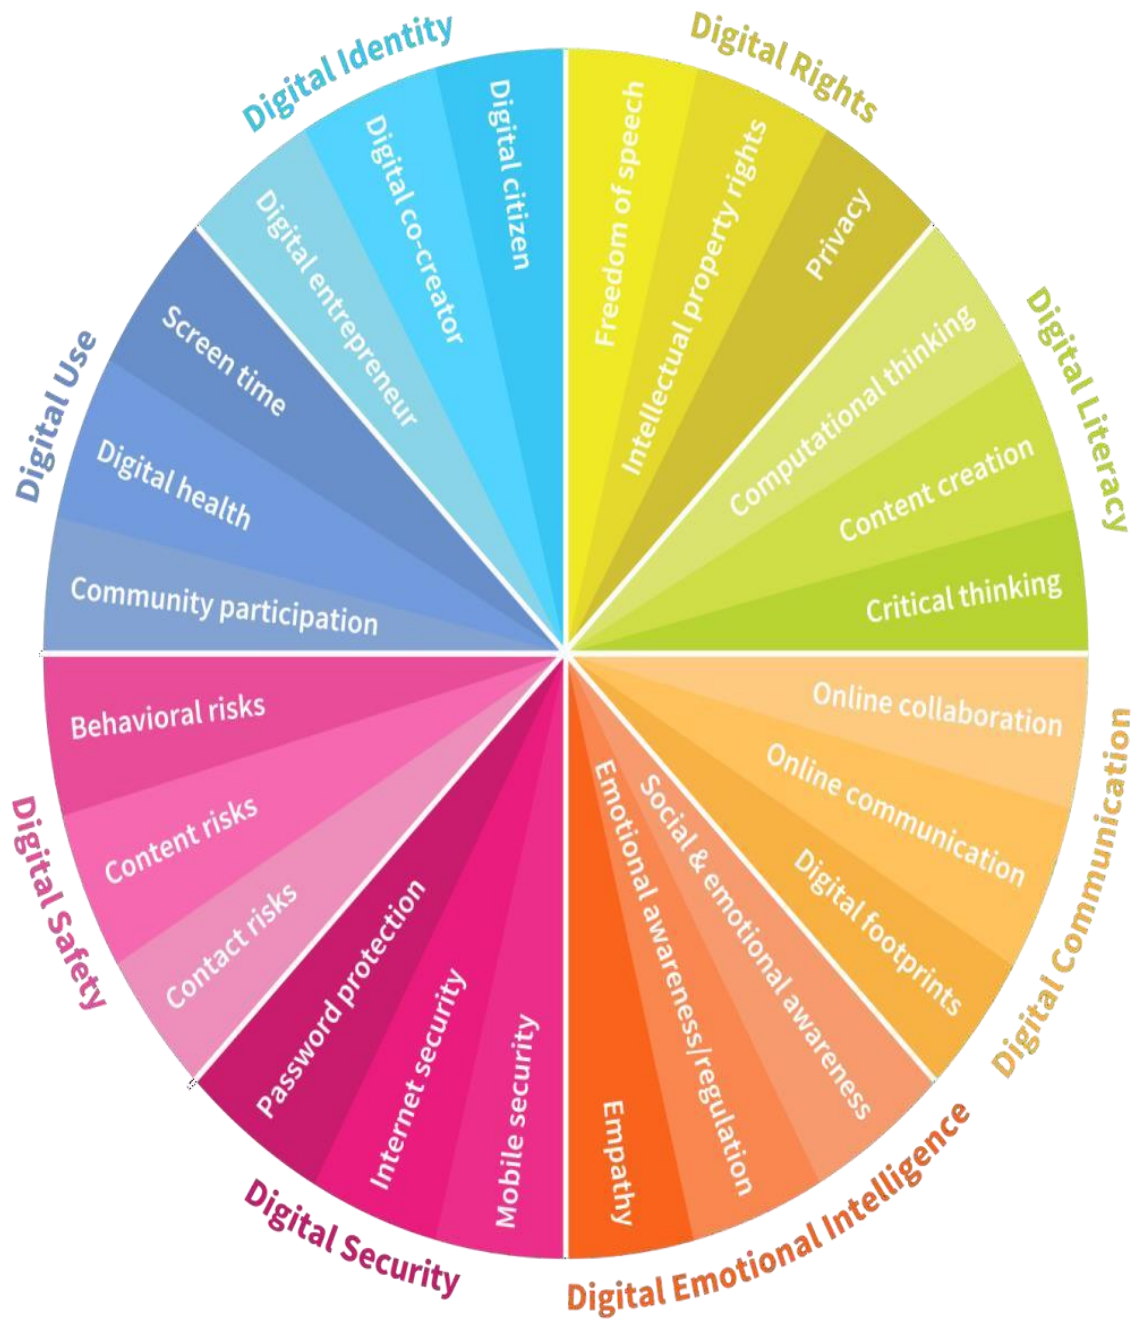 Digital Rights
Freedom of speech
Intellectual property rights
Privacy
Digital Literacy
Computational thinking
Content creation
Critical thinking
Digital Communication
Online collaboration
Online communication
Digital footprints
Digital Emotional Intelligence
Social & emotional awareness
Emotional awareness/regulation
Empathy
Digital Security
Mobile security
Internet security
Password protection
Digital Safety
Contact risks
Content risks
Behavioral risks
Digital Use
Community participation
Digital health
Screen time
Digital Identity
Digital entrepreneur
Digital co-creator
Digital citizen